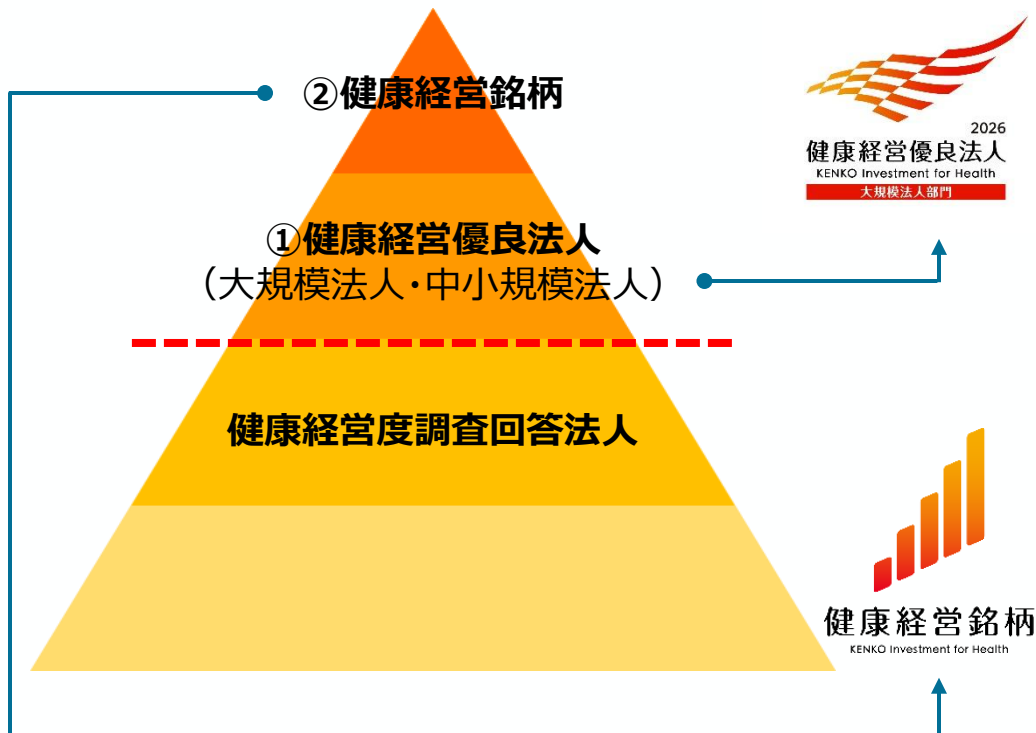 ②健康経営銘柄
①健康経営優良法人
（大規模法人・中小規模法人）
健康経営度調査回答法人
2026
健康経営優良法人
KENKO Investment for Health
大規模法人部門
健康経営銘柄
KENKO Investment for Health